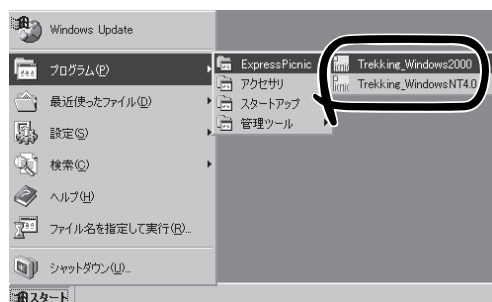 Windows Update
プログラム(P)
最近使ったファイル(D)
設定(S)
検索(C)
ヘルプ(H)
ファイル名を指定して実行(R)...
シャットダウン(U)...
スタート
ExpressPicnic
アクセサリ
スタートアップ
管理ツール
Trekking_Windows2000
Trekking_WindowsNT4.0